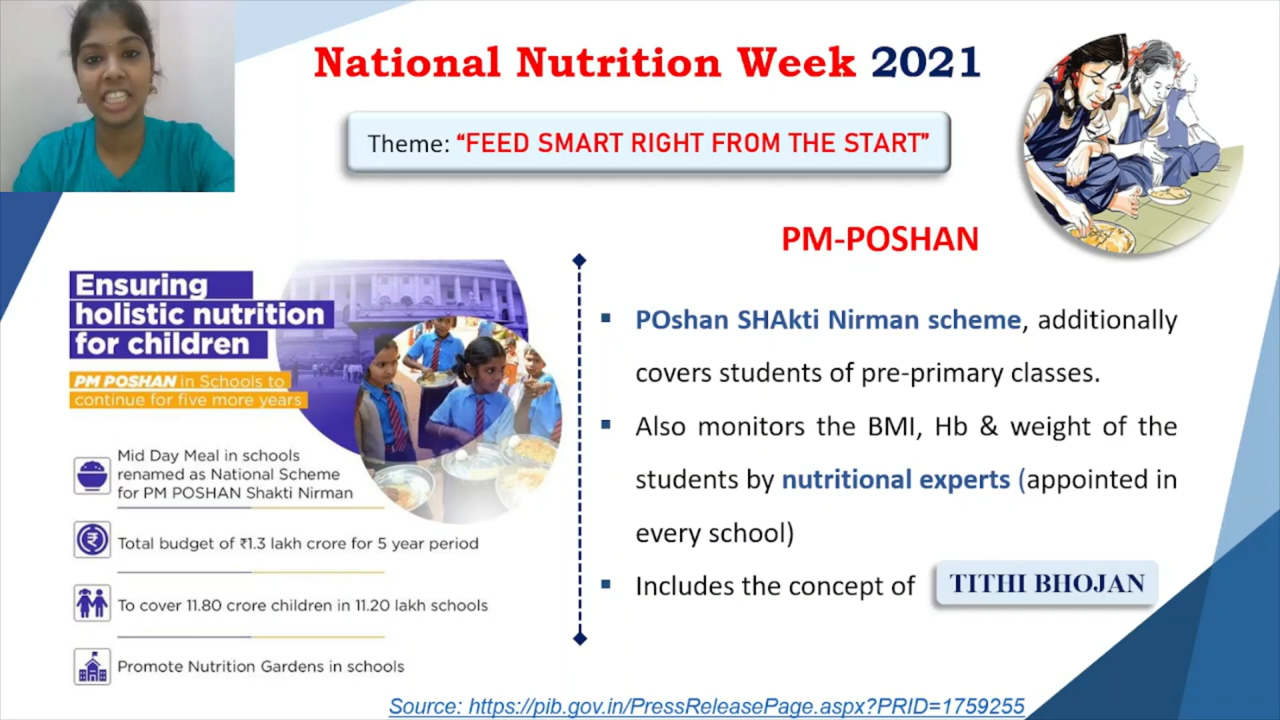 National Nutrition Week 2021
Theme: “FEED SMART RIGHT FROM THE START”
Ensuring
holistic nutrition
for children
PM POSHAN in Schools to
continue for five more years
Mid Day Meal in schools
renamed as National Scheme
for PM POSHAN Shakti Nirman
Total budget of ₹1.3 lakh crore for 5 year period
To cover 11.80 crore children in 11.20 lakh schools
Promote Nutrition Gardens in schools
PM-POSHAN
▪ POshan SHAkti Nirman scheme, additionally
covers students of pre-primary classes.
▪ Also monitors the BMI, Hb & weight of the
students by nutritional experts (appointed in
every school)
▪ Includes the concept of TITHI BHOJAN
Source: https://pib.gov.in/PressReleasePage.aspx?PRID=1759255